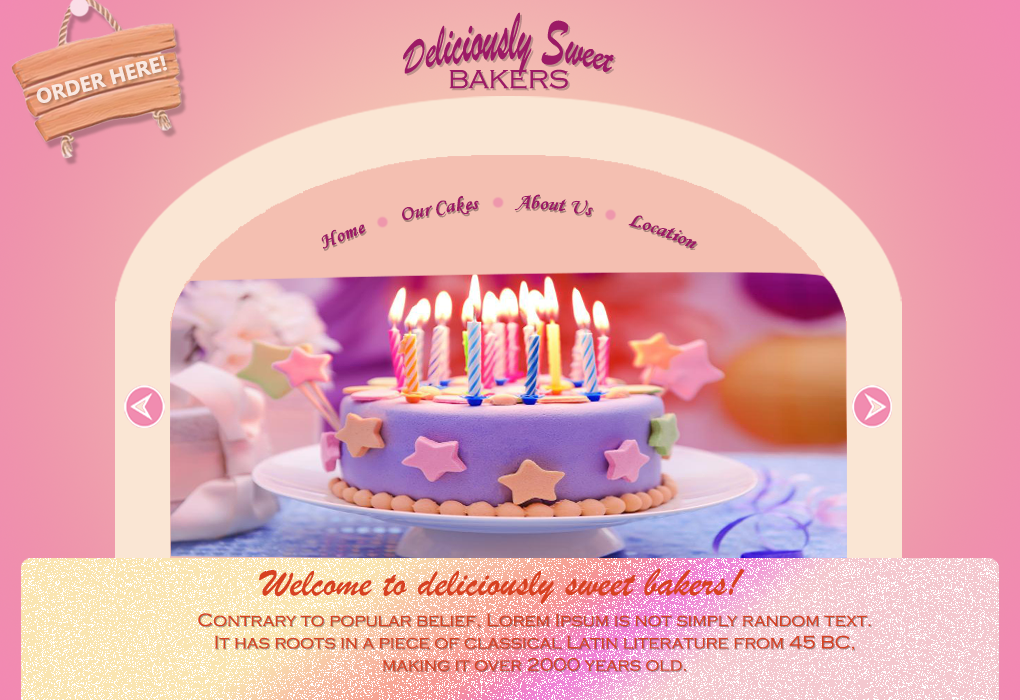 Deliciously Sweet
BAKERS
ORDER HERE!
Home Our Cakes About Us Location
Welcome to deliciously sweet bakers!
Contrary to popular belief, Lorem Ipsum is not simply random text.
It has roots in a piece of classical Latin literature from 45 BC,
making it over 2000 years old.